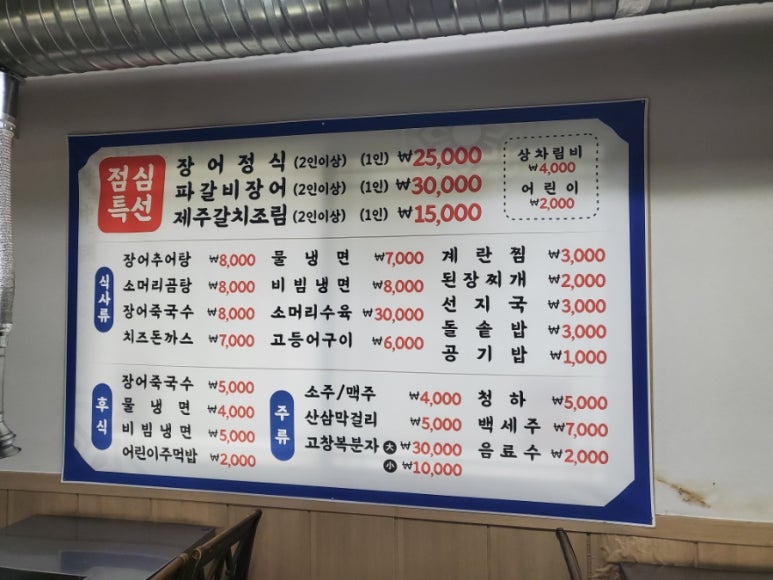 점심
특선
장어정식 (2인이상) (1인) ₩25,000
파갈비장어 (2인이상) (1인) ₩30,000
제주갈치조림 (2인이상) (1인) ₩15,000
상차림비
₩4,000
어린이
₩2,000
식사류
장어추어탕 ₩8,000
소머리곰탕 ₩8,000
장어죽국수 ₩8,000
치즈돈까스 ₩7,000
물냉면 ₩7,000
비빔냉면 ₩8,000
소머리수육 ₩30,000
고등어구이 ₩6,000
계란찜 ₩3,000
된장찌개 ₩2,000
선지국 ₩3,000
돌솥밥 ₩3,000
공기밥 ₩1,000
후식
장어죽국수 ₩5,000
물냉면 ₩4,000
비빔냉면 ₩5,000
어린이주먹밥 ₩2,000
주류
소주/맥주 ₩4,000
산삼막걸리 ₩5,000
고창복분자 大 ₩30,000
小 ₩10,000
청하 ₩5,000
백세주 ₩7,000
음료수 ₩2,000